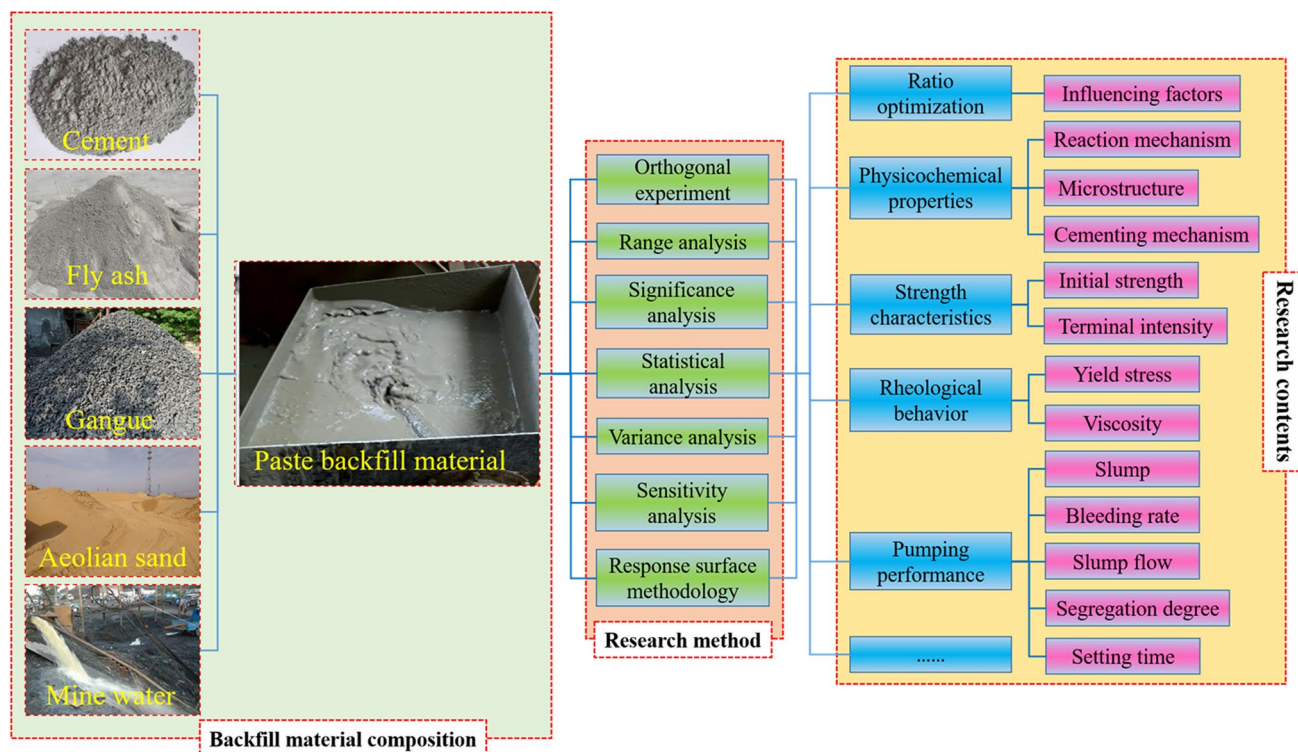 Cement
Fly ash
Gangue
Aeolian sand
Mine water
Paste backfill material
Backfill material composition
Orthogonal
experiment
Range analysis
Significance
analysis
Statistical
analysis
Variance analysis
Sensitivity
analysis
Response surface
methodology
Research method
Ratio
optimization
Influencing factors
Physicochemical
properties
Reaction mechanism
Microstructure
Cementing mechanism
Strength
characteristics
Initial strength
Terminal intensity
Rheological
behavior
Yield stress
Viscosity
Pumping
performance
Slump
Bleeding rate
Slump flow
Segregation degree
Setting time
......
Research contents